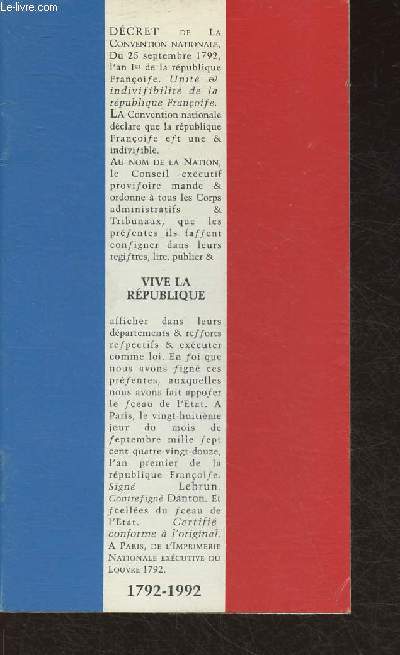 Le-livre.com
DÉCRET DE LA
CONVENTION NATIONALE,
Du 25 septembre 1792,
l'an Ier de la république
Françoiſe. Unité &
indiviſibilité de la
république Françoiſe.
LA Convention nationale
déclare que la république
Françoiſe eſt une &
indiviſible.
AU NOM DE LA NATION,
le Conseil exécutif
proviſoire mande &
ordonne à tous les Corps
administratifs &
Tribunaux, que les
préſentes ils faſſent
conſigner dans leurs
regiſtres, lire, publier &
VIVE LA
RÉPUBLIQUE
afficher dans leurs
départements & reſſorts
reſpectifs & exécuter
comme loi. En foi que
nous avons ſigné ces
préſentes, auxquelles
nous avons fait appoſer
le ſceau de l'État. A
Paris, le vingt-huitième
jour du mois de
ſeptembre mille ſept
cent quatre-vingt-douze,
l'an premier de la
république Françoiſe.
Signé Lebrun.
Contreſigné Danton. Et
ſcellées du ſceau de
l'État. Certifié
conforme à l'original.
A PARIS, DE L'IMPRIMERIE
NATIONALE EXÉCUTIVE DU
LOUVRE 1792.
1792-1992